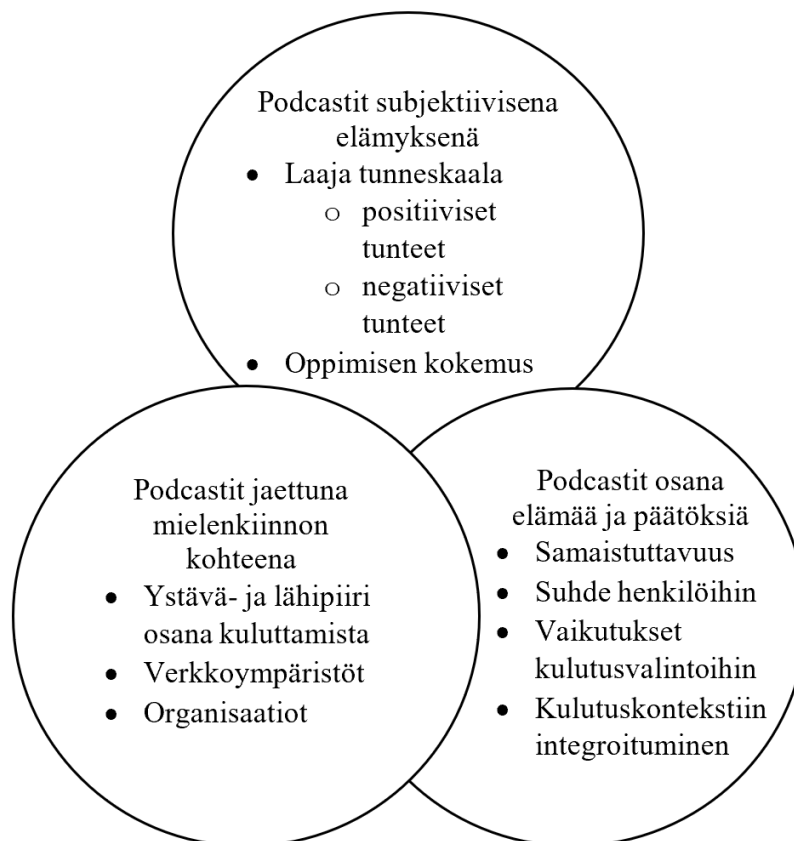 Podcastit subjektiivisena
elämyksenä
• Laaja tunneskaala
o positiiviset
tunteet
o negatiiviset
tunteet
• Oppimisen kokemus
Podcastit jaettuna
mielenkiinnon
kohteena
• Ystävä- ja lähipiiri
osana kuluttamista
• Verkkoympäristöt
• Organisaatiot
Podcastit osana
elämää ja päätöksiä
• Samaistuttavuus
• Suhde henkilöihin
• Vaikutukset
kulutusvalintoihin
• Kulutuskontekstiin
integroituminen